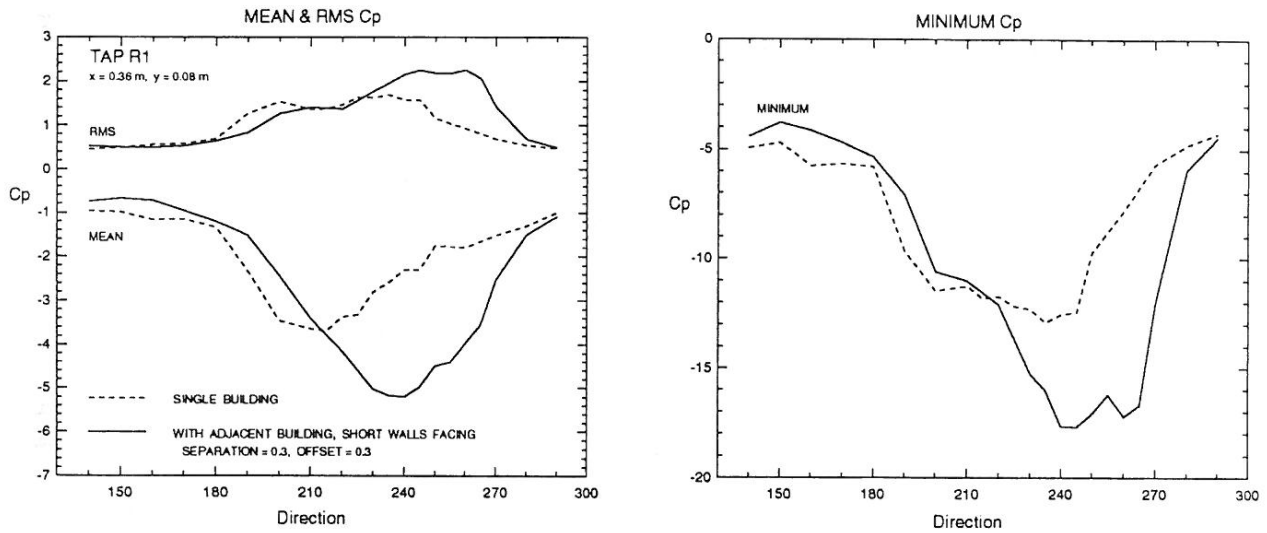 MEAN & RMS Cp
3
2
1
0
-1
-2
-3
-4
-5
-6
-7
Cp
TAP R1
x = 0.36 m, y = 0.08 m
RMS
MEAN
SINGLE BUILDING
WITH ADJACENT BUILDING, SHORT WALLS FACING
SEPARATION = 0.3, OFFSET = 0.3
150 180 210 240 270 300
Direction
MINIMUM Cp
0
-5
-10
-15
-20
Cp
MINIMUM
150 180 210 240 270 300
Direction